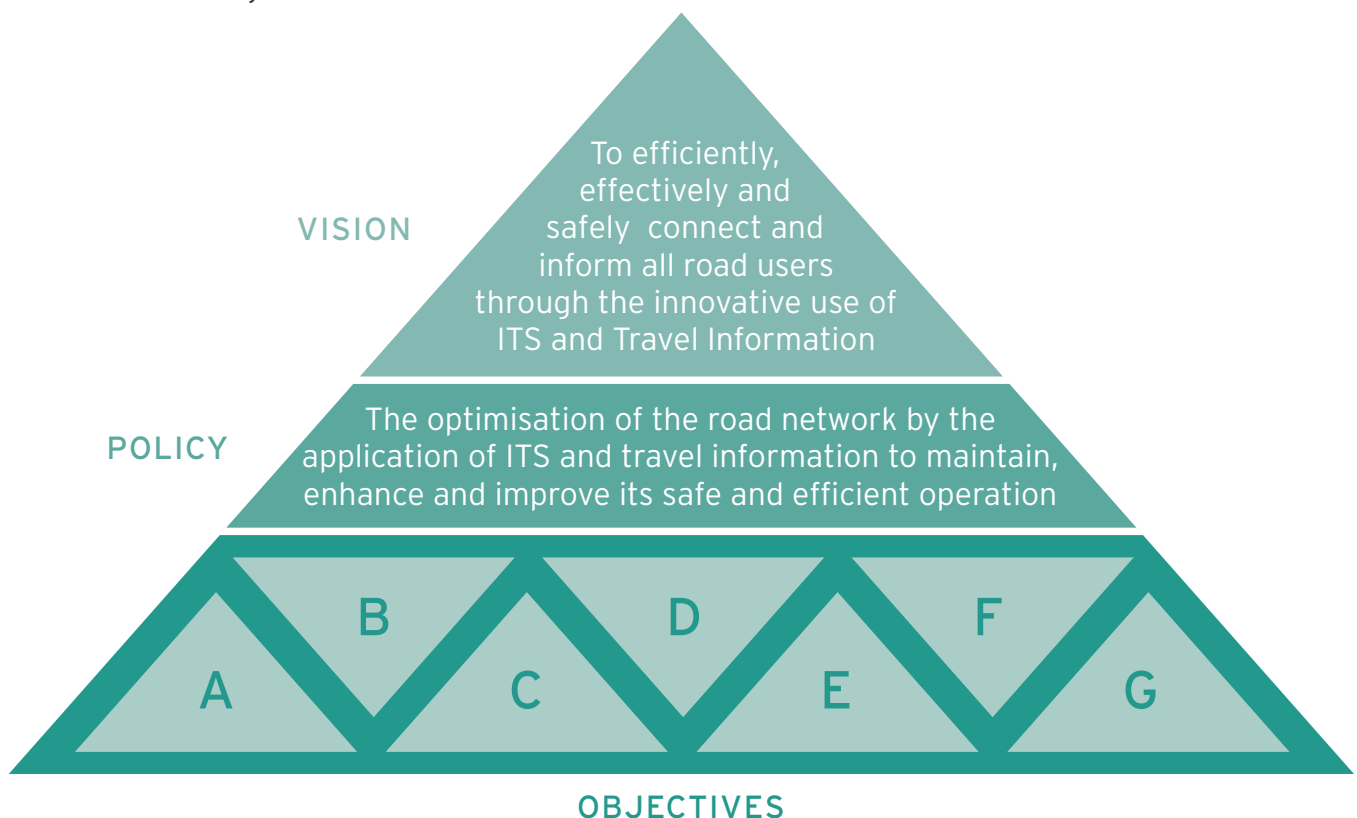 VISION
To efficiently,
effectively and
safely connect and
inform all road users
through the innovative use of
ITS and Travel Information
POLICY
The optimisation of the road network by the
application of ITS and travel information to maintain,
enhance and improve its safe and efficient operation
A
B
C
D
E
F
G
OBJECTIVES